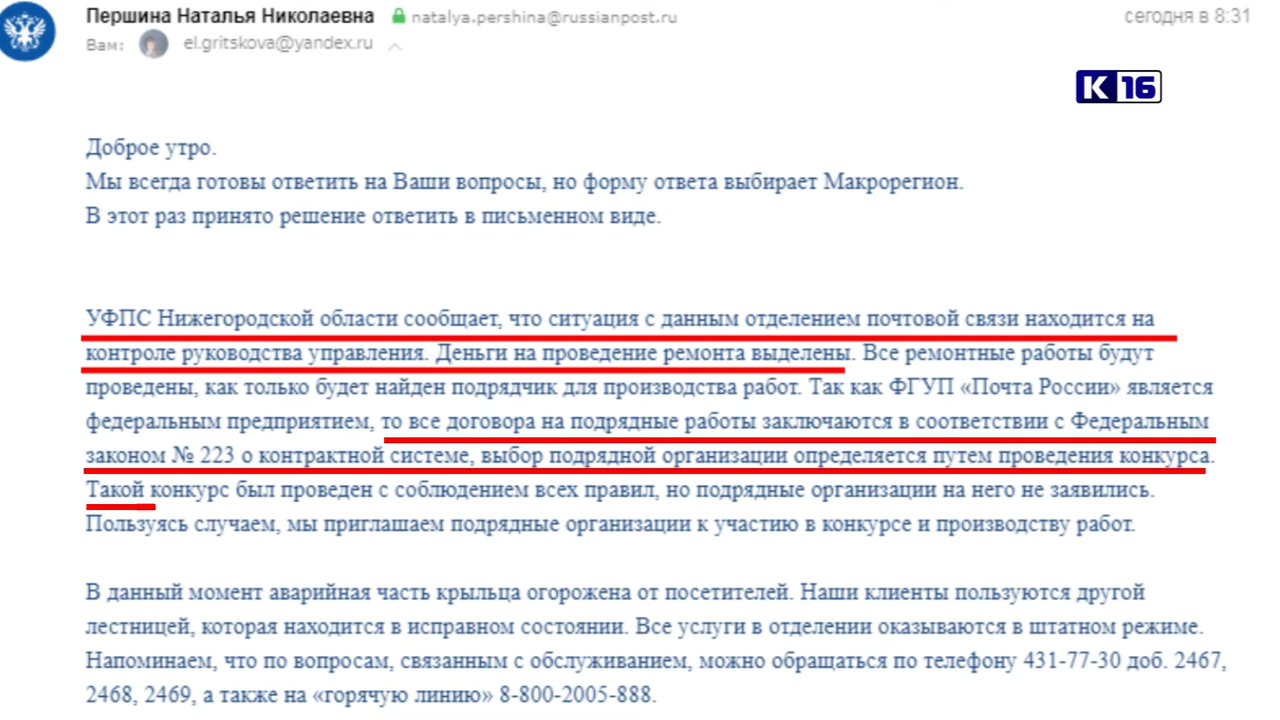 Першина Наталья Николаевна natalya.pershina@russianpost.ru сегодня в 8:31
Вам: el.gritskova@yandex.ru
К 16
Доброе утро.
Мы всегда готовы ответить на Ваши вопросы, но форму ответа выбирает Макрорегион.
В этот раз принято решение ответить в письменном виде.
УФПС Нижегородской области сообщает, что ситуация с данным отделением почтовой связи находится на
контроле руководства управления. Деньги на проведение ремонта выделены. Все ремонтные работы будут
проведены, как только будет найден подрядчик для производства работ. Так как ФГУП «Почта России» является
федеральным предприятием, то все договора на подрядные работы заключаются в соответствии с Федеральным
законом № 223 о контрактной системе, выбор подрядной организации определяется путем проведения конкурса.
Такой конкурс был проведен с соблюдением всех правил, но подрядные организации на него не заявились.
Пользуясь случаем, мы приглашаем подрядные организации к участию в конкурсе и производству работ.
В данный момент аварийная часть крыльца огорожена от посетителей. Наши клиенты пользуются другой
лестницей, которая находится в исправном состоянии. Все услуги в отделении оказываются в штатном режиме.
Напоминаем, что по вопросам, связанным с обслуживанием, можно обращаться по телефону 431-77-30 доб. 2467,
2468, 2469, а также на «горячую линию» 8-800-2005-888.